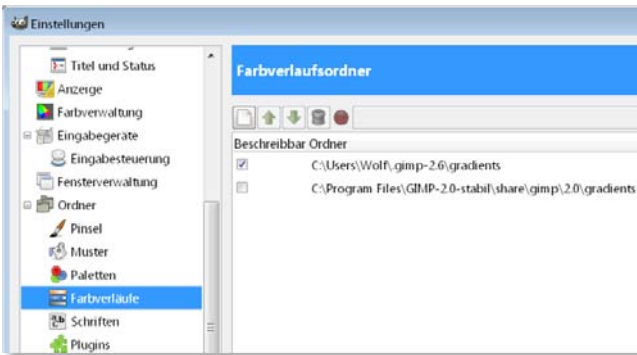 Einstellungen
Titel und Status
Anzeige
Farbverwaltung
Eingabegeräte
Eingabesteuerung
Fensterverwaltung
Ordner
Pinsel
Muster
Paletten
Farbverläufe
Schriften
Plugins
Farbverlaufsordner
Beschreibbar Ordner
C:\Users\Wolf\.gimp-2.6\gradients
C:\Program Files\GIMP-2.0-stabil\share\gimp\2.0\gradients